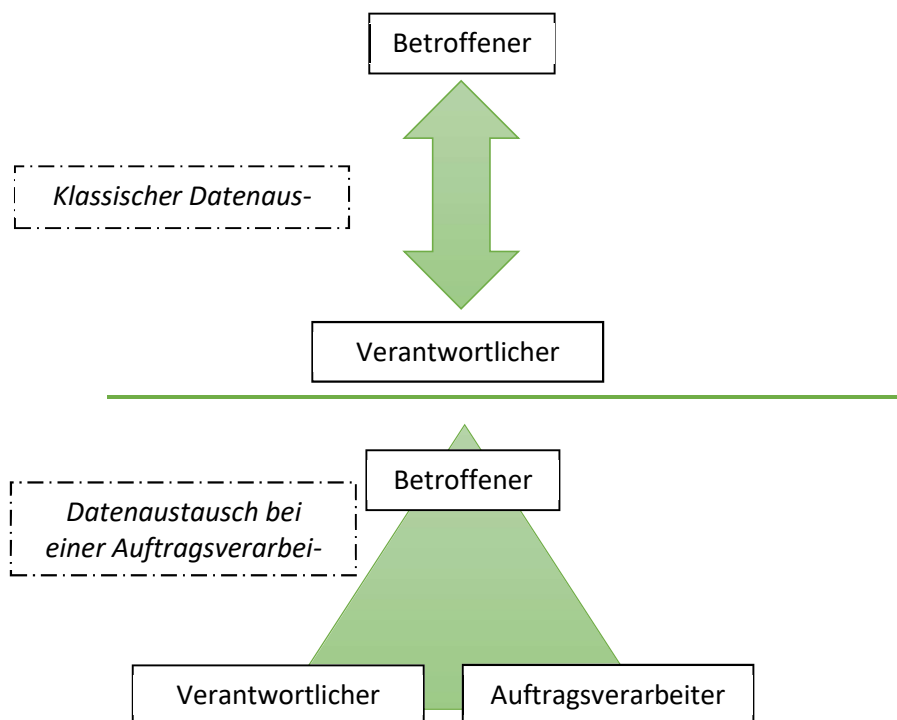 Betroffener
Klassischer Datenaus-
Verantwortlicher
Betroffener
Datenaustausch bei
einer Auftragsverarbei-
Verantwortlicher
Auftragsverarbeiter